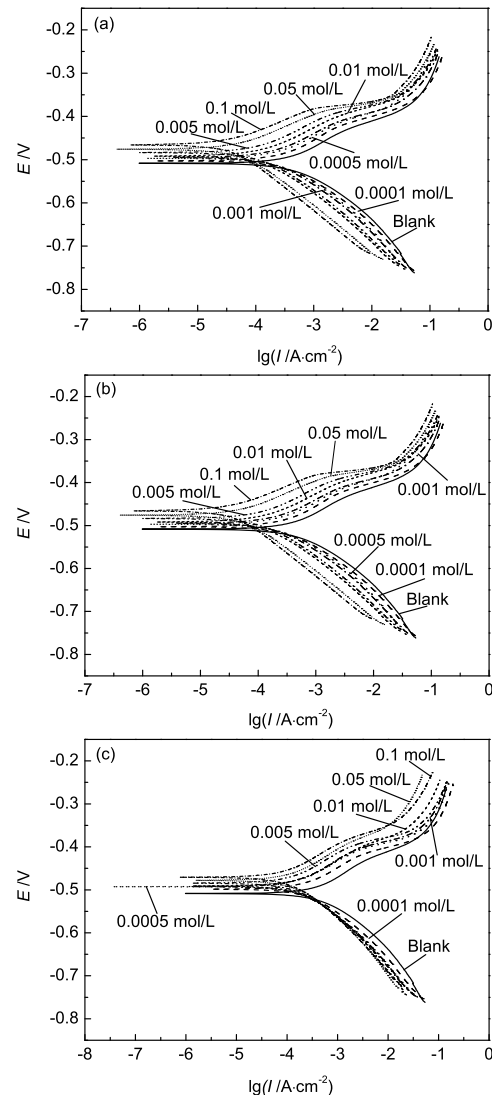 (a)
-0.2
-0.3
-0.4
-0.5
-0.6
-0.7
-0.8
E /V
0.01 mol/L
0.05 mol/L
0.1 mol/L
0.005 mol/L
0.0005 mol/L
0.0001 mol/L
0.001 mol/L
Blank
-7 -6 -5 -4 -3 -2 -1 0
lg(I /A·cm-2)
(b)
-0.2
-0.3
-0.4
-0.5
-0.6
-0.7
-0.8
E /V
0.05 mol/L
0.01 mol/L
0.1 mol/L
0.005 mol/L
0.001 mol/L
0.0005 mol/L
0.0001 mol/L
Blank
-7 -6 -5 -4 -3 -2 -1 0
lg(I /A·cm-2)
(c)
-0.2
-0.3
-0.4
-0.5
-0.6
-0.7
-0.8
E /V
0.1 mol/L
0.05 mol/L
0.01 mol/L
0.005 mol/L
0.001 mol/L
0.0005 mol/L
0.0001 mol/L
Blank
-8 -7 -6 -5 -4 -3 -2 -1 0
lg(I /A·cm-2)